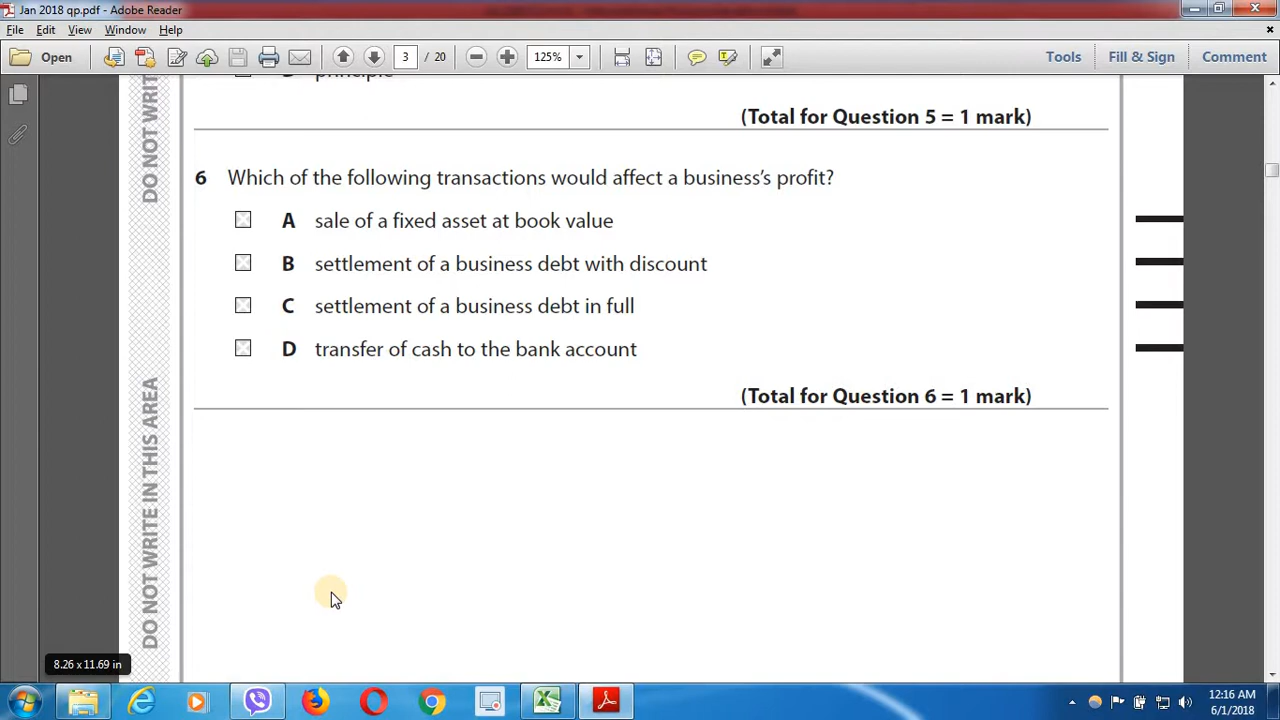 Jan 2018 qp.pdf - Adobe Reader
File Edit View Window Help
Open 3 / 20 125% Tools Fill & Sign Comment
principle
(Total for Question 5 = 1 mark)
6 Which of the following transactions would affect a business's profit?
A sale of a fixed asset at book value
B settlement of a business debt with discount
C settlement of a business debt in full
D transfer of cash to the bank account
(Total for Question 6 = 1 mark)
DO NOT WRIT
DO NOT WRITE IN THIS AREA
8.26 x 11.69 in
12:16 AM
6/1/2018